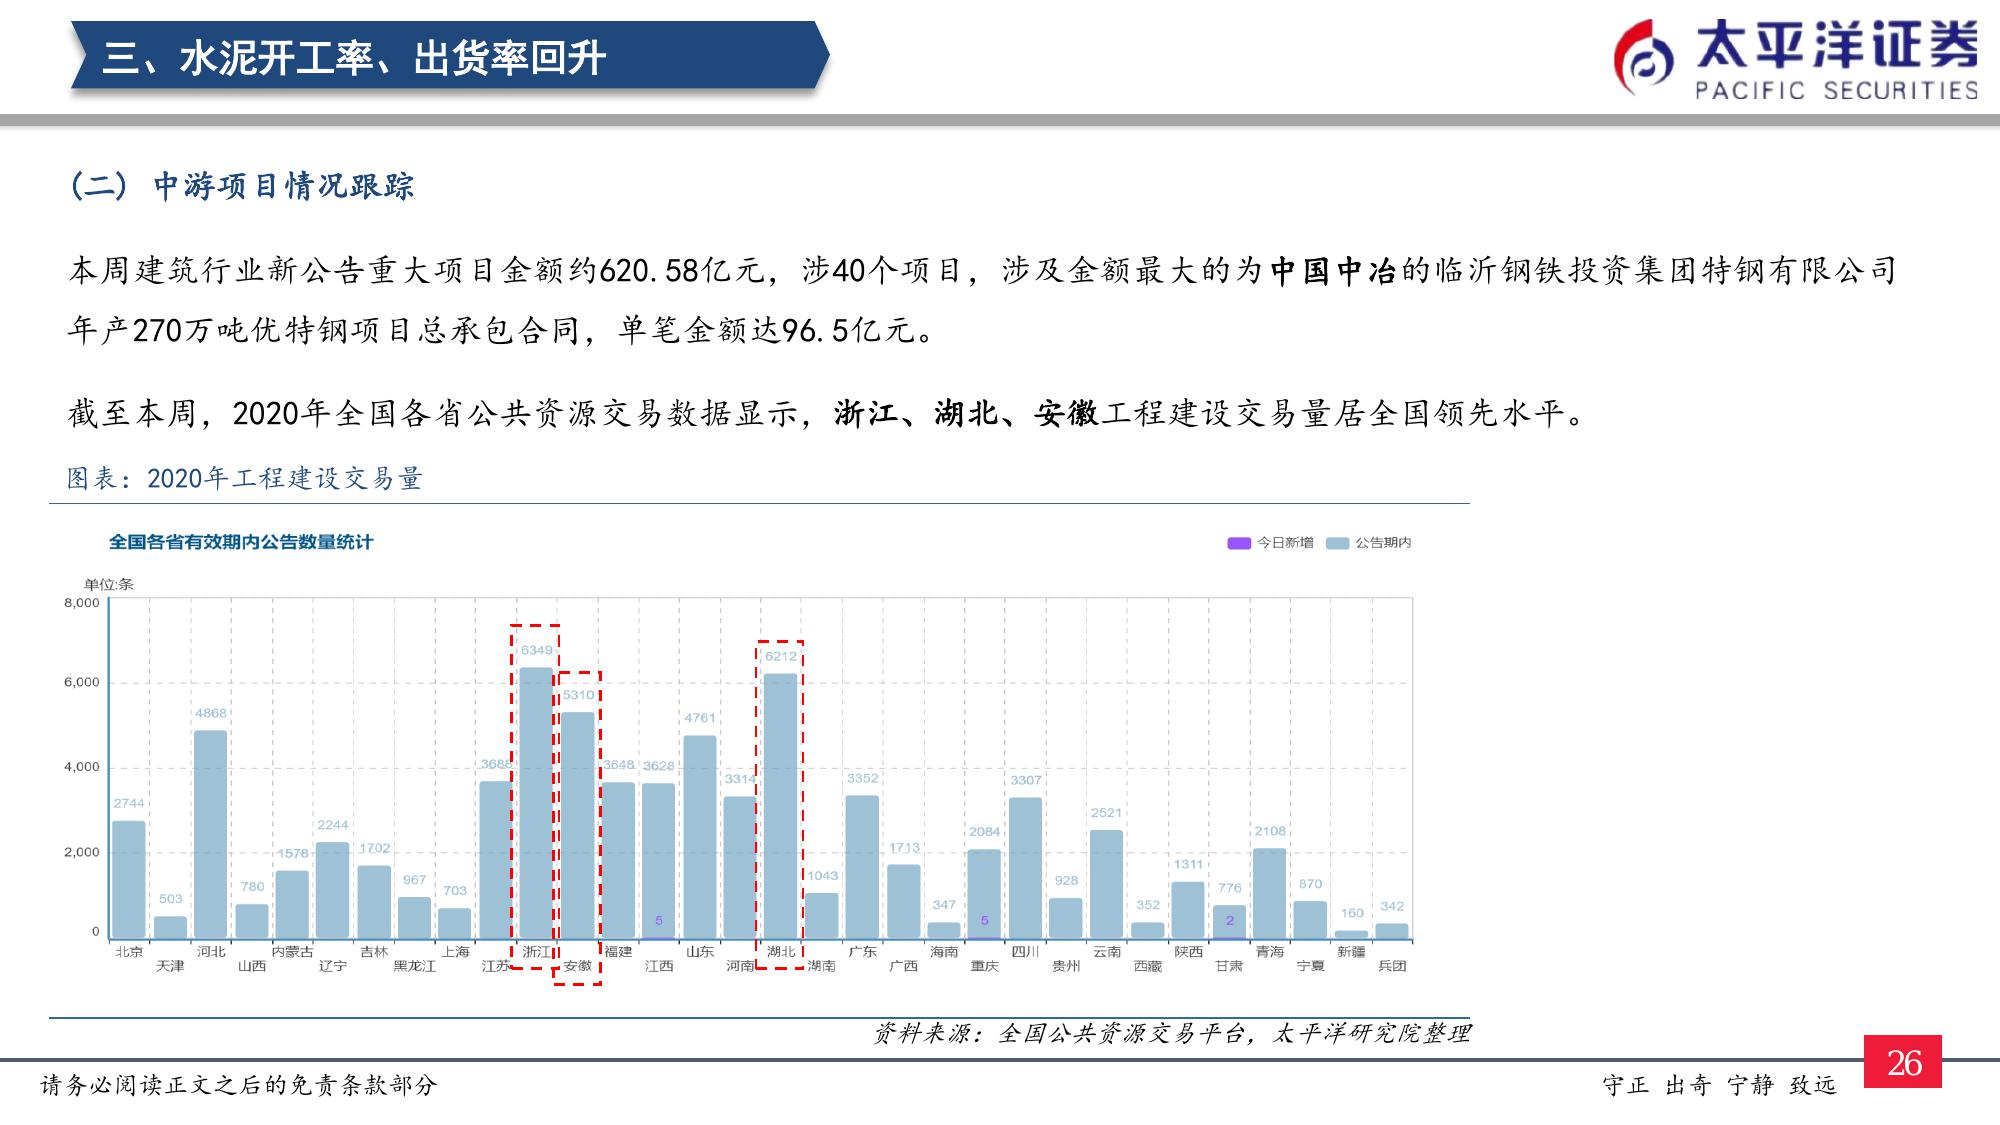 三、水泥开工率、出货率回升
太平洋证券
PACIFIC SECURITIES
(二) 中游项目情况跟踪
本周建筑行业新公告重大项目金额约620.58亿元，涉40个项目，涉及金额最大的为中国中冶的临沂钢铁投资集团特钢有限公司
年产270万吨优特钢项目总承包合同，单笔金额达96.5亿元。
截至本周，2020年全国各省公共资源交易数据显示，浙江、湖北、安徽工程建设交易量居全国领先水平。
图表：2020年工程建设交易量
全国各省有效期内公告数量统计
今日新增 公告期内
单位:条
8,000
6,000
4,000
2,000
0
2744 503 4868 780 1578 2244 1702 967 703 3688 6349 5310 3648 3628 4761 3314 6212 1043 3352 1713 347 2084 3307 928 2521 352 1311 776 2108 870 160 342
5 5 2
北京 河北 内蒙古 吉林 上海 浙江 福建 山东 湖北 广东 海南 四川 云南 陕西 青海 新疆
天津 山西 辽宁 黑龙江 江苏 安徽 江西 河南 湖南 广西 重庆 贵州 西藏 甘肃 宁夏 兵团
资料来源：全国公共资源交易平台，太平洋研究院整理
请务必阅读正文之后的免责条款部分
守正 出奇 宁静 致远
26